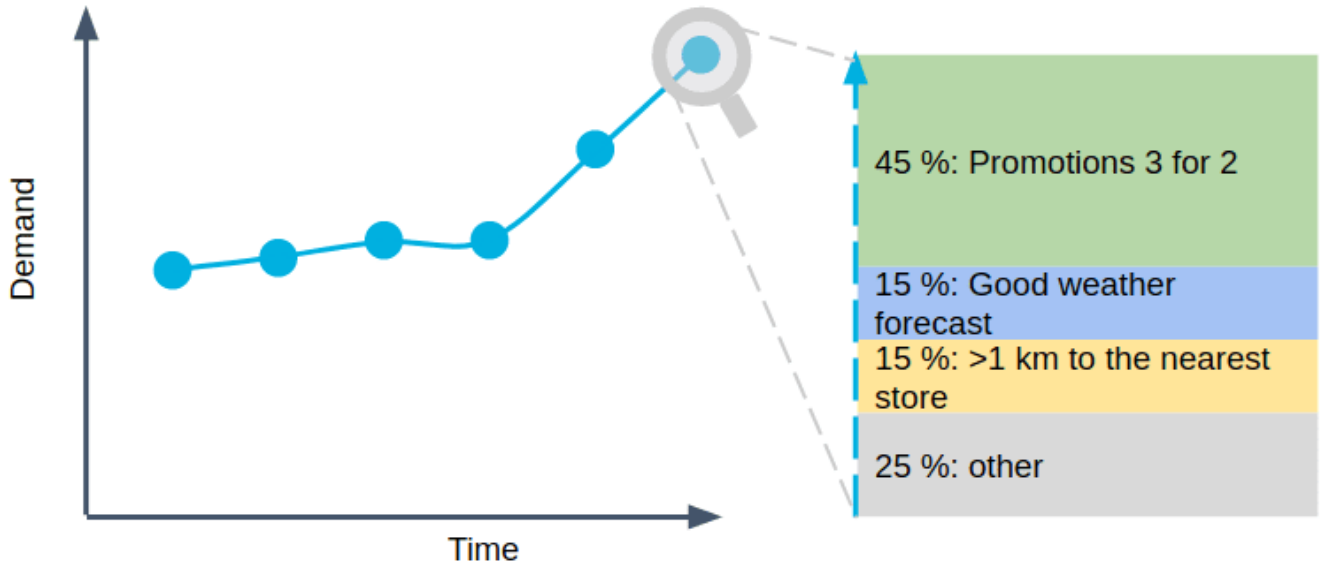 Demand
Time
45 %: Promotions 3 for 2
15 %: Good weather
forecast
15 %: >1 km to the nearest
store
25 %: other